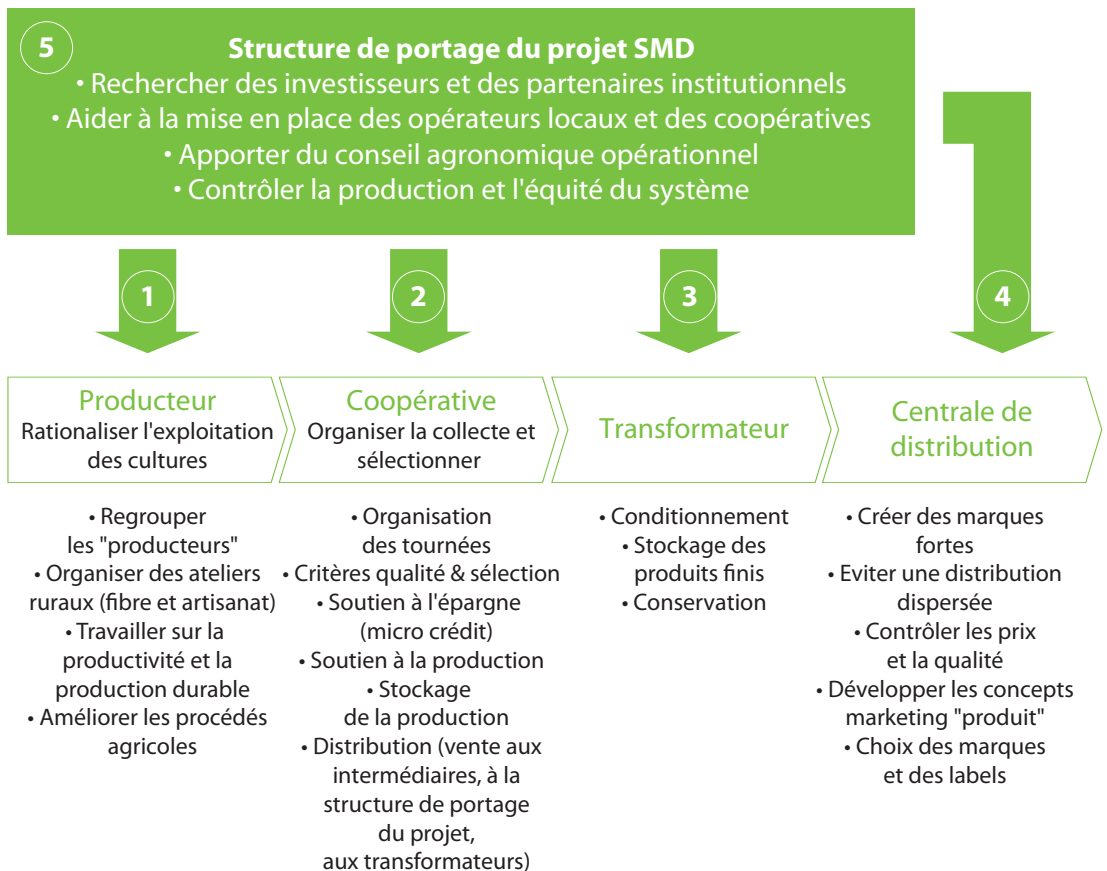 5
Structure de portage du projet SMD
• Rechercher des investisseurs et des partenaires institutionnels
• Aider à la mise en place des opérateurs locaux et des coopératives
• Apporter du conseil agronomique opérationnel
• Contrôler la production et l'équité du système
1
2
3
4
Producteur
Rationaliser l'exploitation
des cultures
Coopérative
Organiser la collecte et
sélectionner
Transformateur
Centrale de
distribution
• Regrouper
les "producteurs"
• Organiser des ateliers
ruraux (fibre et artisanat)
• Travailler sur la
productivité et la
production durable
• Améliorer les procédés
agricoles
• Organisation
des tournées
• Critères qualité & sélection
• Soutien à l'épargne
(micro crédit)
• Soutien à la production
• Stockage
de la production
• Distribution (vente aux
intermédiaires, à la
structure de portage
du projet,
aux transformateurs)
• Conditionnement
• Stockage des
produits finis
• Conservation
• Créer des marques
fortes
• Eviter une distribution
dispersée
• Contrôler les prix
et la qualité
• Développer les concepts
marketing "produit"
• Choix des marques
et des labels